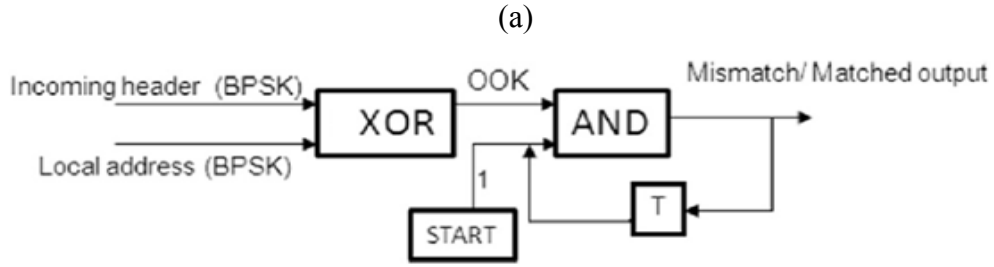 (a)
Incoming header (BPSK)
OOK
Mismatch/ Matched output
XOR
AND
Local address (BPSK)
1
T
START